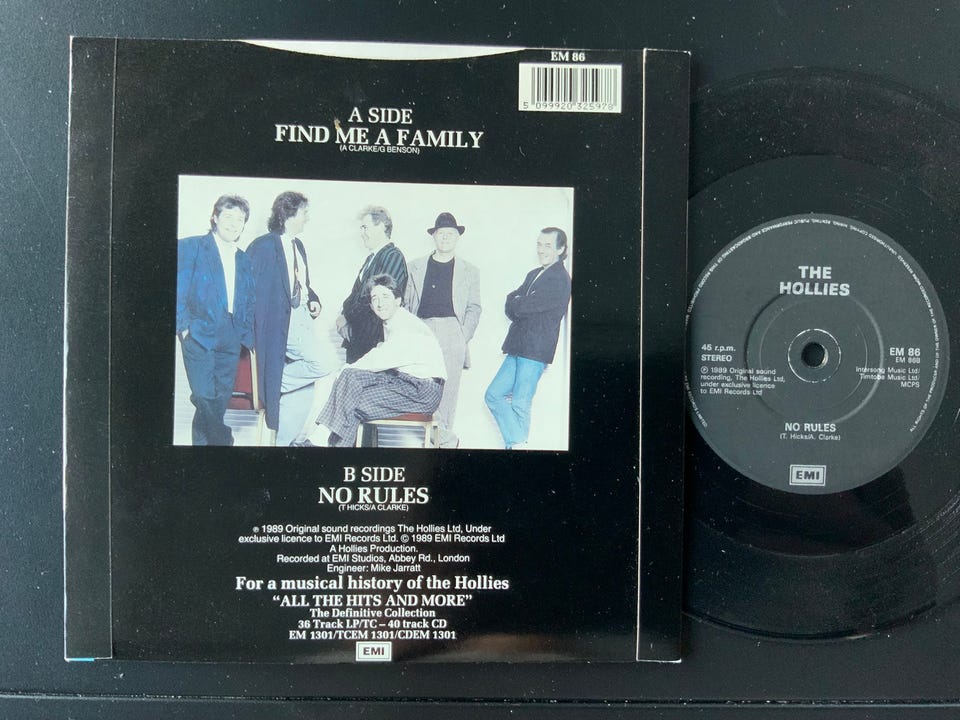 EM 86
5 099920 325978
A SIDE
FIND ME A FAMILY
(A CLARKE/G BENSON)
B SIDE
NO RULES
(T HICKS/A CLARKE)
℗ 1989 Original sound recordings The Hollies Ltd, Under
exclusive licence to EMI Records Ltd. © 1989 EMI Records Ltd
A Hollies Production.
Recorded at EMI Studios, Abbey Rd., London
Engineer: Mike Jarratt
For a musical history of the Hollies
“ALL THE HITS AND MORE”
The Definitive Collection
36 Track LP/TC – 40 track CD
EM 1301/TCEM 1301/CDEM 1301
EMI
THE
HOLLIES
45 r.p.m.
STEREO
℗ 1989 Original sound
recording, The Hollies Ltd,
under exclusive licence
to EMI Records Ltd
EM 86
EM 86B
Intersong Music Ltd/
Timtobe Music Ltd/
MCPS
NO RULES
(T. Hicks/A. Clarke)
EMI